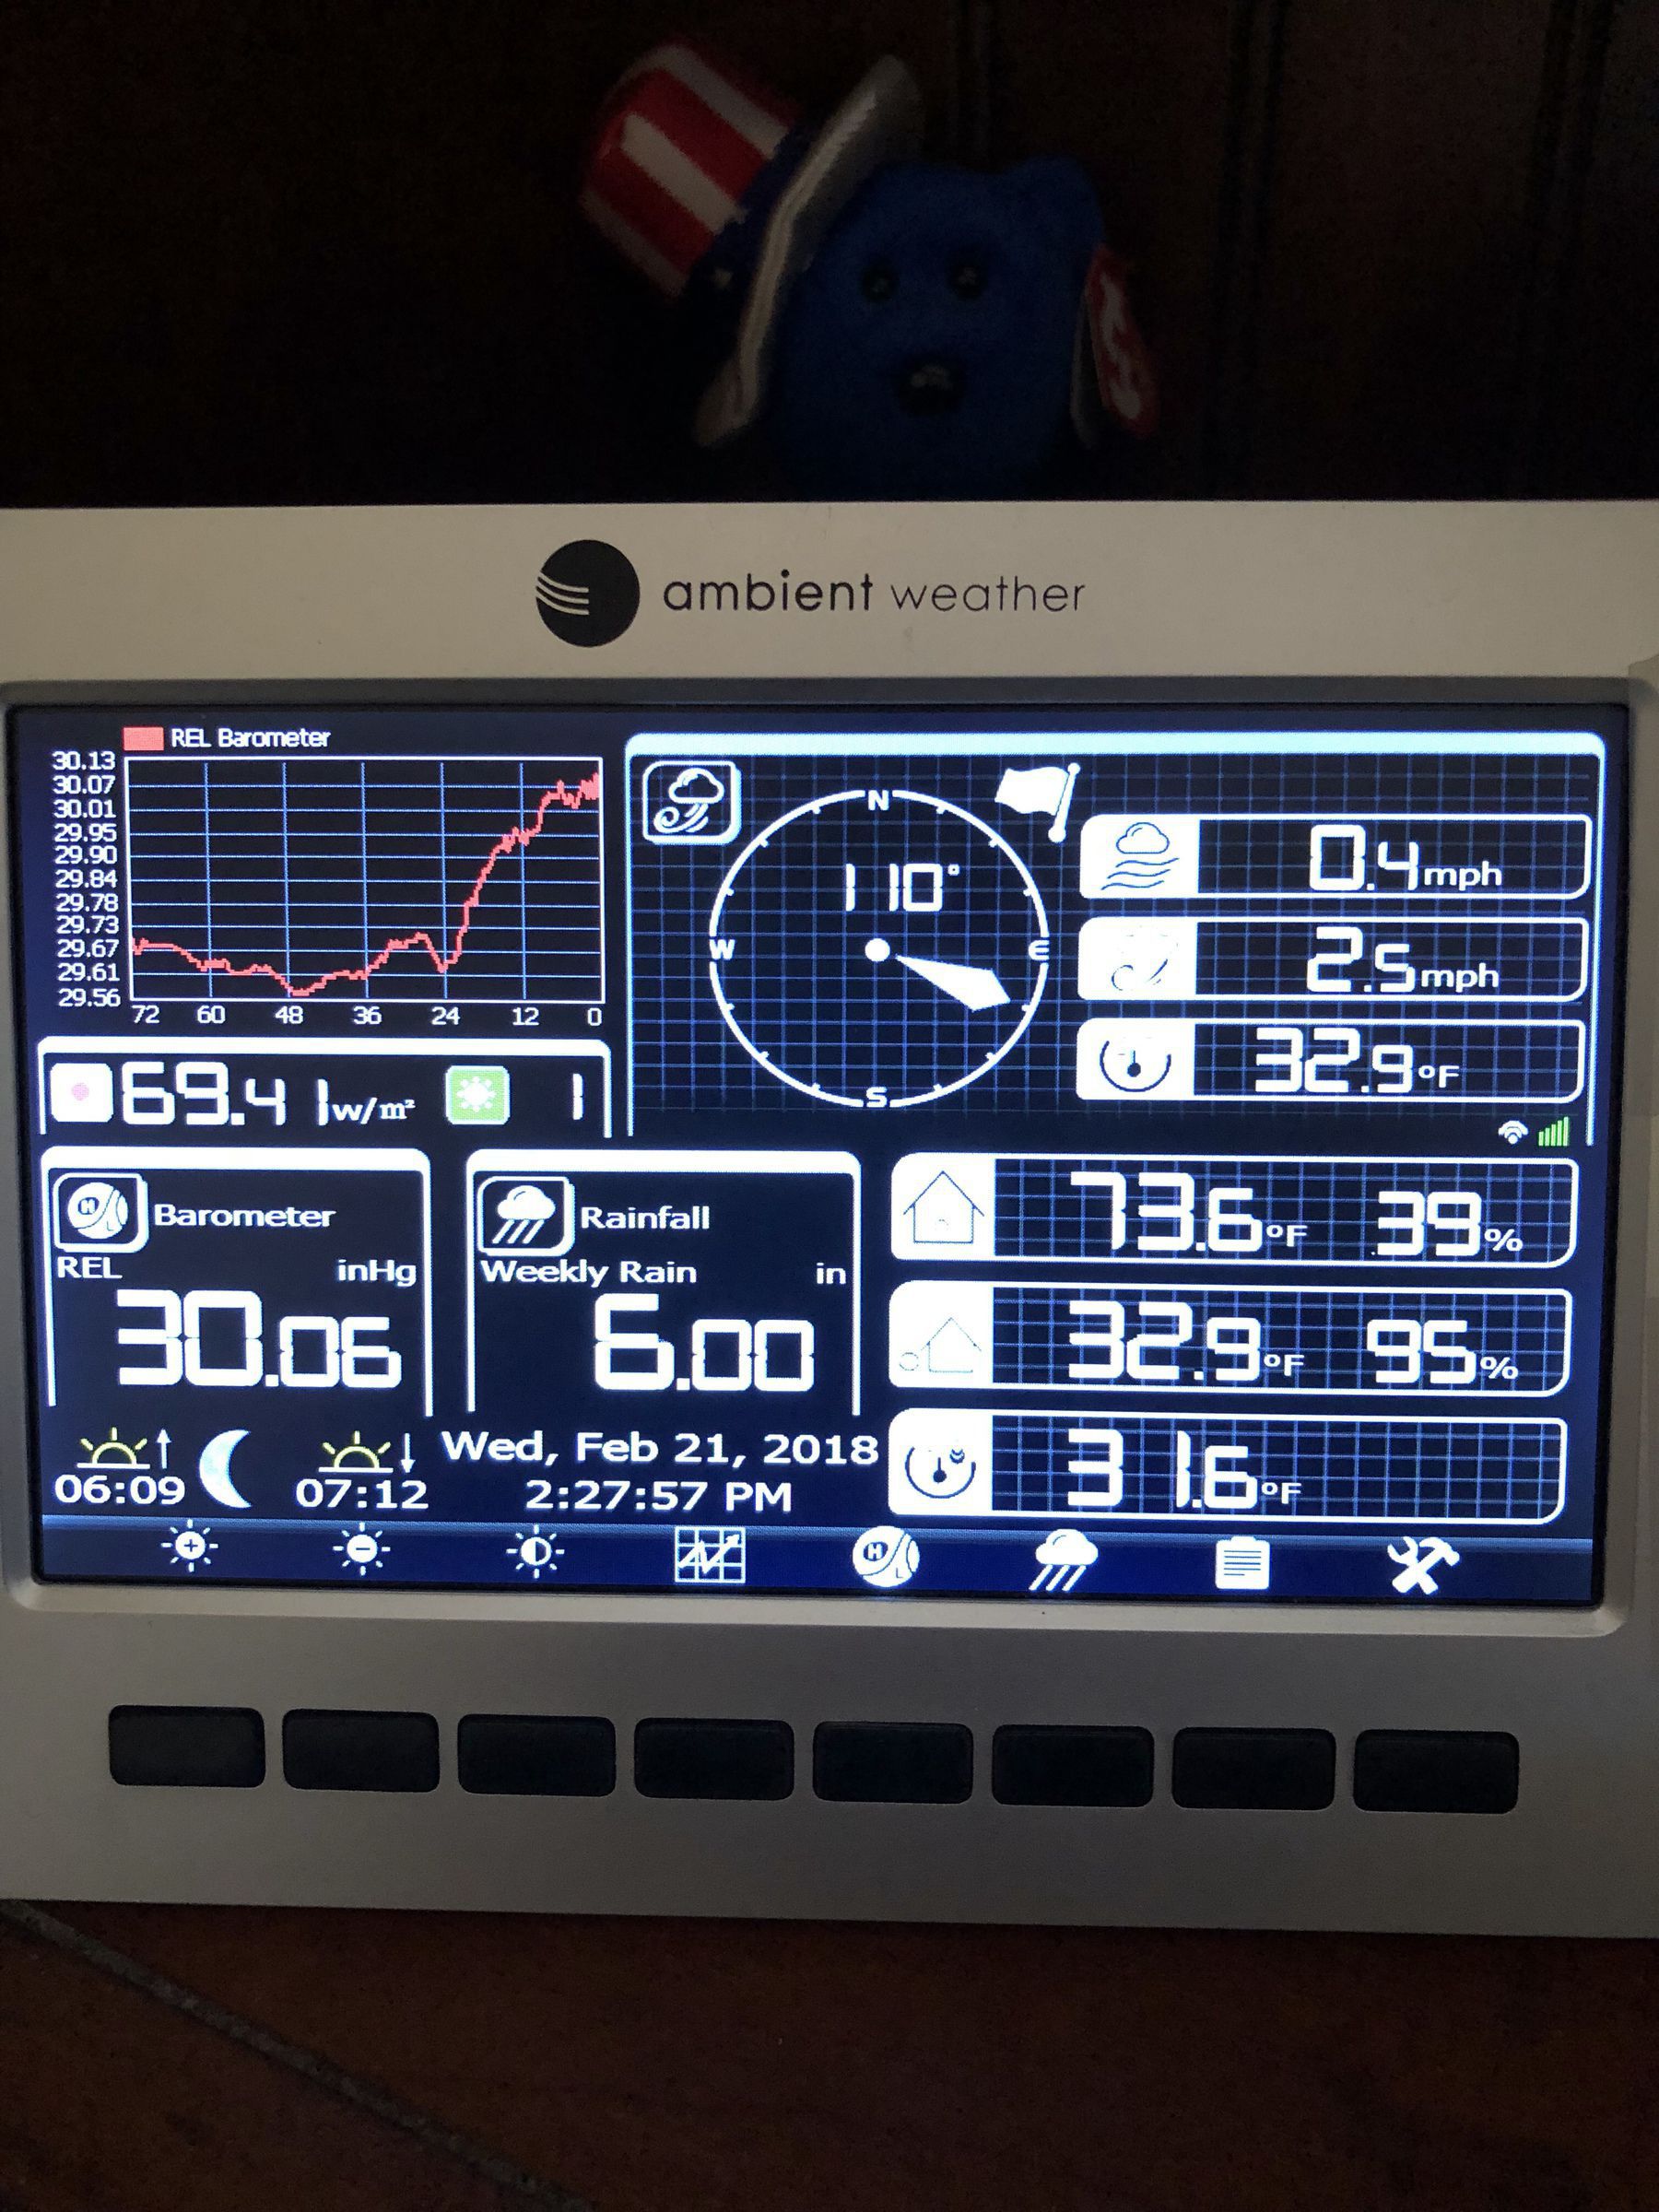 ambient weather
REL Barometer
30.13
30.07
30.01
29.95
29.90
29.84
29.78
29.73
29.67
29.61
29.56
72 60 48 36 24 12 0
N
W
E
S
110°
0.4 mph
2.5 mph
32.9 °F
69.41 w/m² 1
Barometer
REL inHg
30.06
Rainfall
Weekly Rain in
6.00
73.6 °F 39 %
32.9 °F 95 %
31.6 °F
06:09
07:12
Wed, Feb 21, 2018
2:27:57 PM